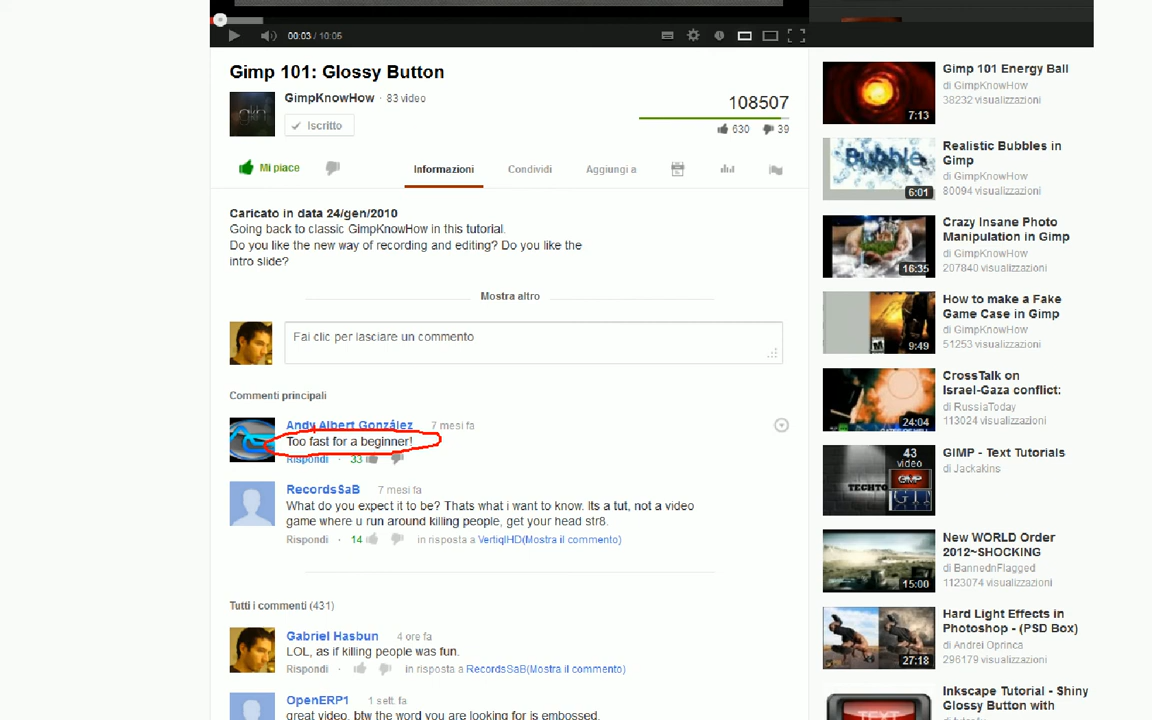 00:03 / 10:05
Gimp 101: Glossy Button
GimpKnowHow · 83 video
Iscritto
108507
630 39
Mi piace
Informazioni Condividi Aggiungi a
Caricato in data 24/gen/2010
Going back to classic GimpKnowHow in this tutorial.
Do you like the new way of recording and editing? Do you like the
intro slide?
Mostra altro
Fai clic per lasciare un commento
Commenti principali
Andy Albert González 7 mesi fa
Too fast for a beginner!
Rispondi · 33
RecordsSaB 7 mesi fa
What do you expect it to be? Thats what i want to know. Its a tut, not a video
game where u run around killing people, get your head str8.
Rispondi · 14 in risposta a VertiqlHD(Mostra il commento)
Tutti i commenti (431)
Gabriel Hasbun 4 ore fa
LOL, as if killing people was fun.
Rispondi · in risposta a RecordsSaB(Mostra il commento)
OpenERP1 1 sett. fa
great video. btw the word you are looking for is embossed.
Gimp 101 Energy Ball
di GimpKnowHow
38232 visualizzazioni
7:13
Realistic Bubbles in
Gimp
di GimpKnowHow
80094 visualizzazioni
Bubble
6:01
Crazy Insane Photo
Manipulation in Gimp
di GimpKnowHow
207840 visualizzazioni
16:35
How to make a Fake
Game Case in Gimp
di GimpKnowHow
51253 visualizzazioni
M
9:49
CrossTalk on
Israel-Gaza conflict:
di RussiaToday
113024 visualizzazioni
24:04
GIMP - Text Tutorials
di Jackakins
43
video
GIMP
TECHTO
New WORLD Order
2012~SHOCKING
di BannednFlagged
1123074 visualizzazioni
15:00
Hard Light Effects in
Photoshop - (PSD Box)
di Andrei Oprinca
296179 visualizzazioni
27:18
Inkscape Tutorial - Shiny
Glossy Button with
TEXT